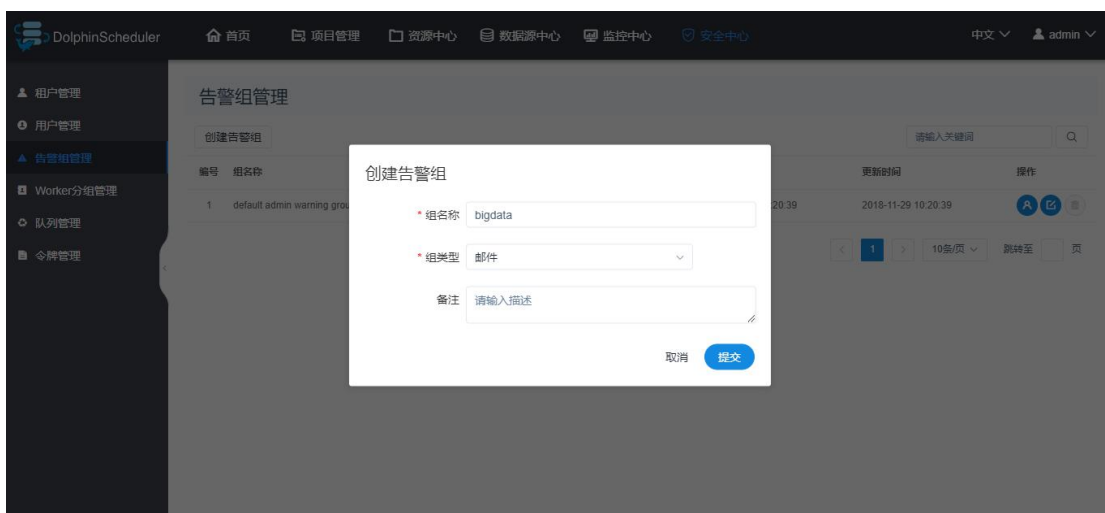 DolphinScheduler 首页 项目管理 资源中心 数据源中心 监控中心 安全中心 中文 admin
租户管理
用户管理
告警组管理
Worker分组管理
队列管理
令牌管理
告警组管理
创建告警组 请输入关键词
编号 组名称 更新时间 操作
1 default admin warning grou 20:39 2018-11-29 10:20:39
1 10条/页 跳转至 页
创建告警组
* 组名称 bigdata
* 组类型 邮件
备注 请输入描述
取消 提交